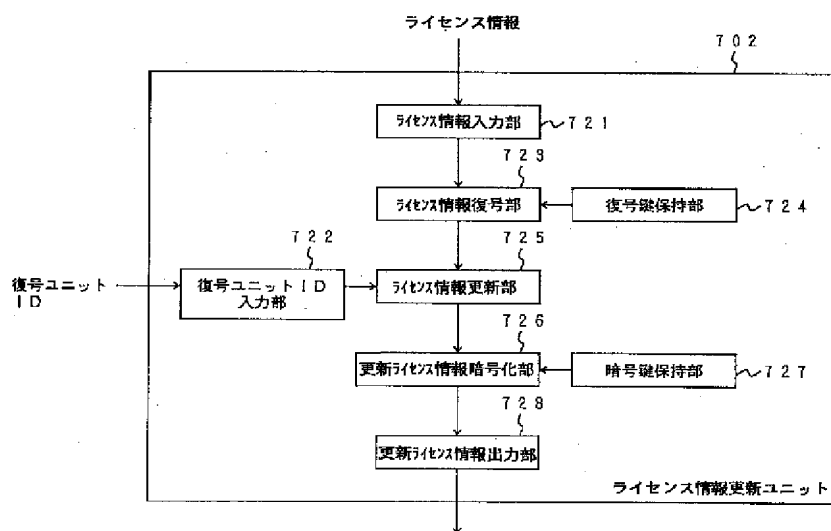 ライセンス情報
702
ライセンス情報入力部
721
723
ライセンス情報復号部
復号鍵保持部
724
722
725
復号ユニット
ID
復号ユニットID
入力部
ライセンス情報更新部
726
更新ライセンス情報暗号化部
暗号鍵保持部
727
728
更新ライセンス情報出力部
ライセンス情報更新ユニット